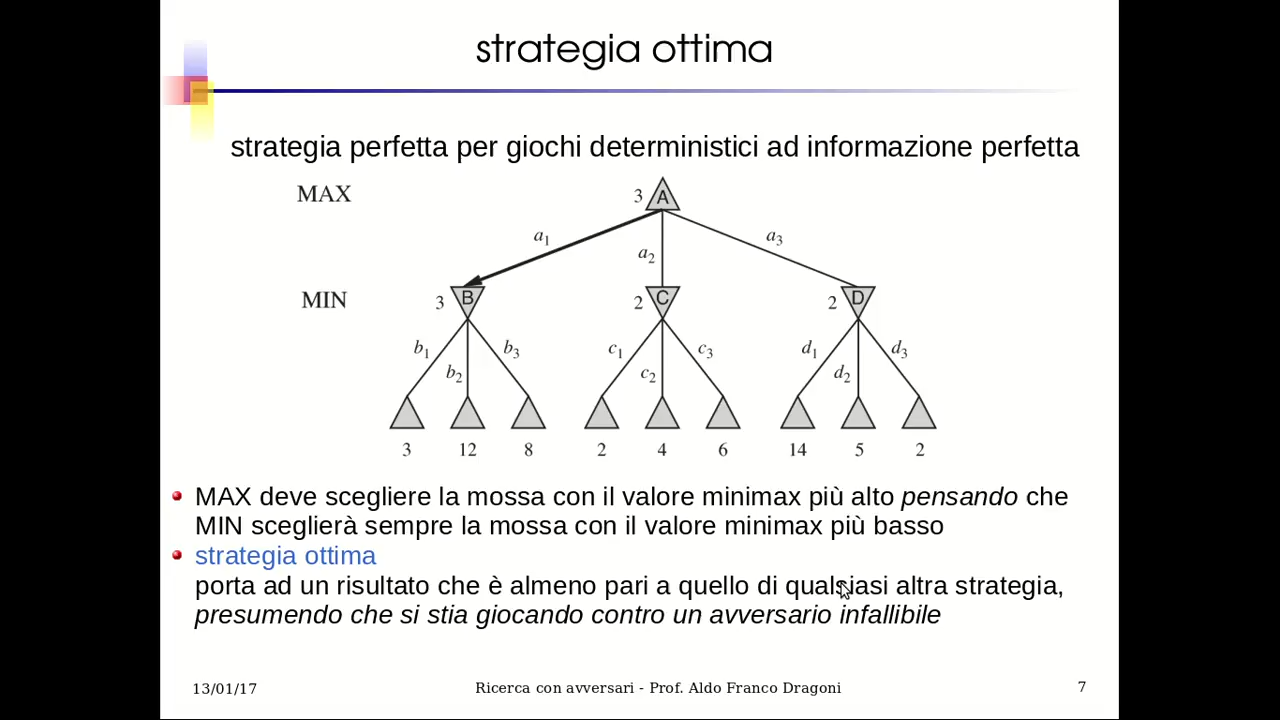 strategia ottima
strategia perfetta per giochi deterministici ad informazione perfetta
MAX 3 A
a1 a2 a3
MIN 3 B 2 C 2 D
b1 b2 b3 c1 c2 c3 d1 d2 d3
3 12 8 2 4 6 14 5 2
MAX deve scegliere la mossa con il valore minimax più alto pensando che
MIN sceglierà sempre la mossa con il valore minimax più basso
strategia ottima
porta ad un risultato che è almeno pari a quello di qualsiasi altra strategia,
presumendo che si stia giocando contro un avversario infallibile
13/01/17 Ricerca con avversari - Prof. Aldo Franco Dragoni 7